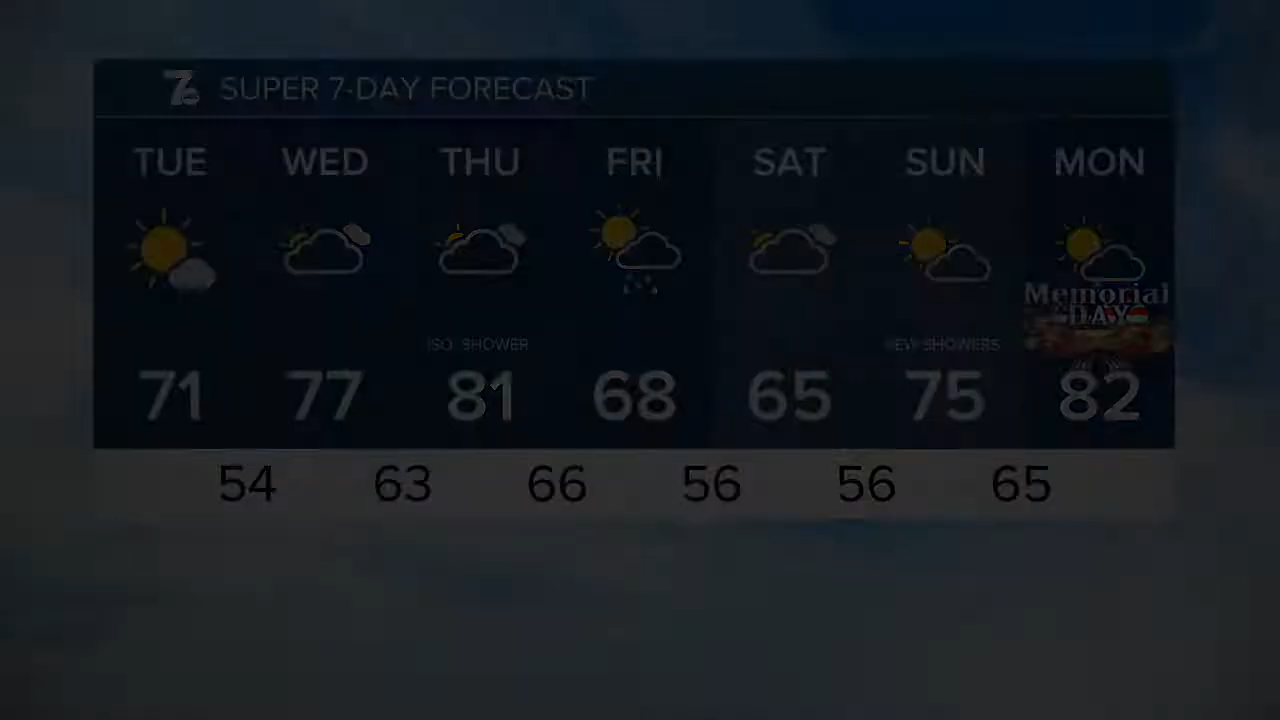 7 SUPER 7-DAY FORECAST
TUE WED THU FRI SAT SUN MON
Memorial
DAY
ISO. SHOWER FEW SHOWERS
71 77 81 68 65 75 82
54 63 66 56 56 65